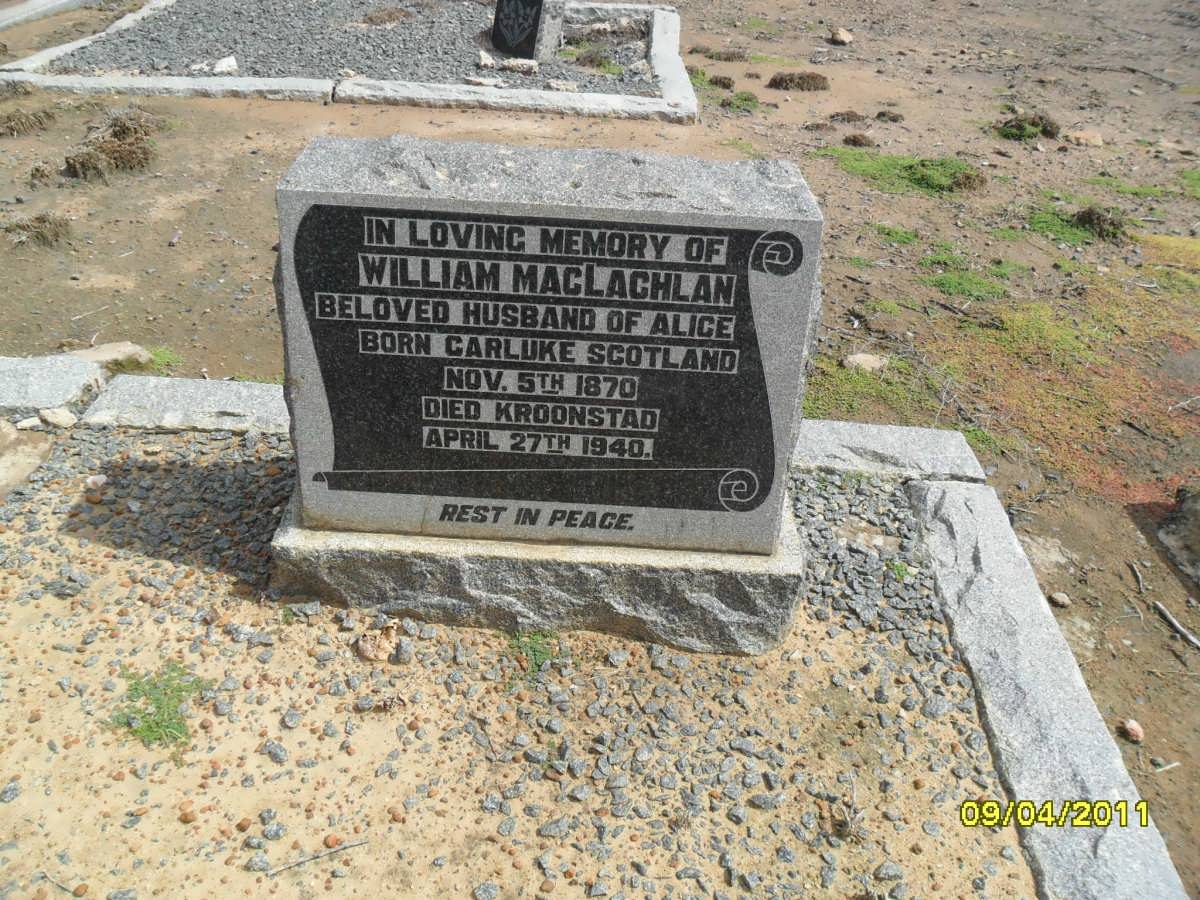 IN LOVING MEMORY OF
WILLIAM MACLACHLAN
BELOVED HUSBAND OF ALICE
BORN CARLUKE SCOTLAND
NOV. 5TH 1870
DIED KROONSTAD
APRIL 27TH 1940.
REST IN PEACE.
09/04/2011